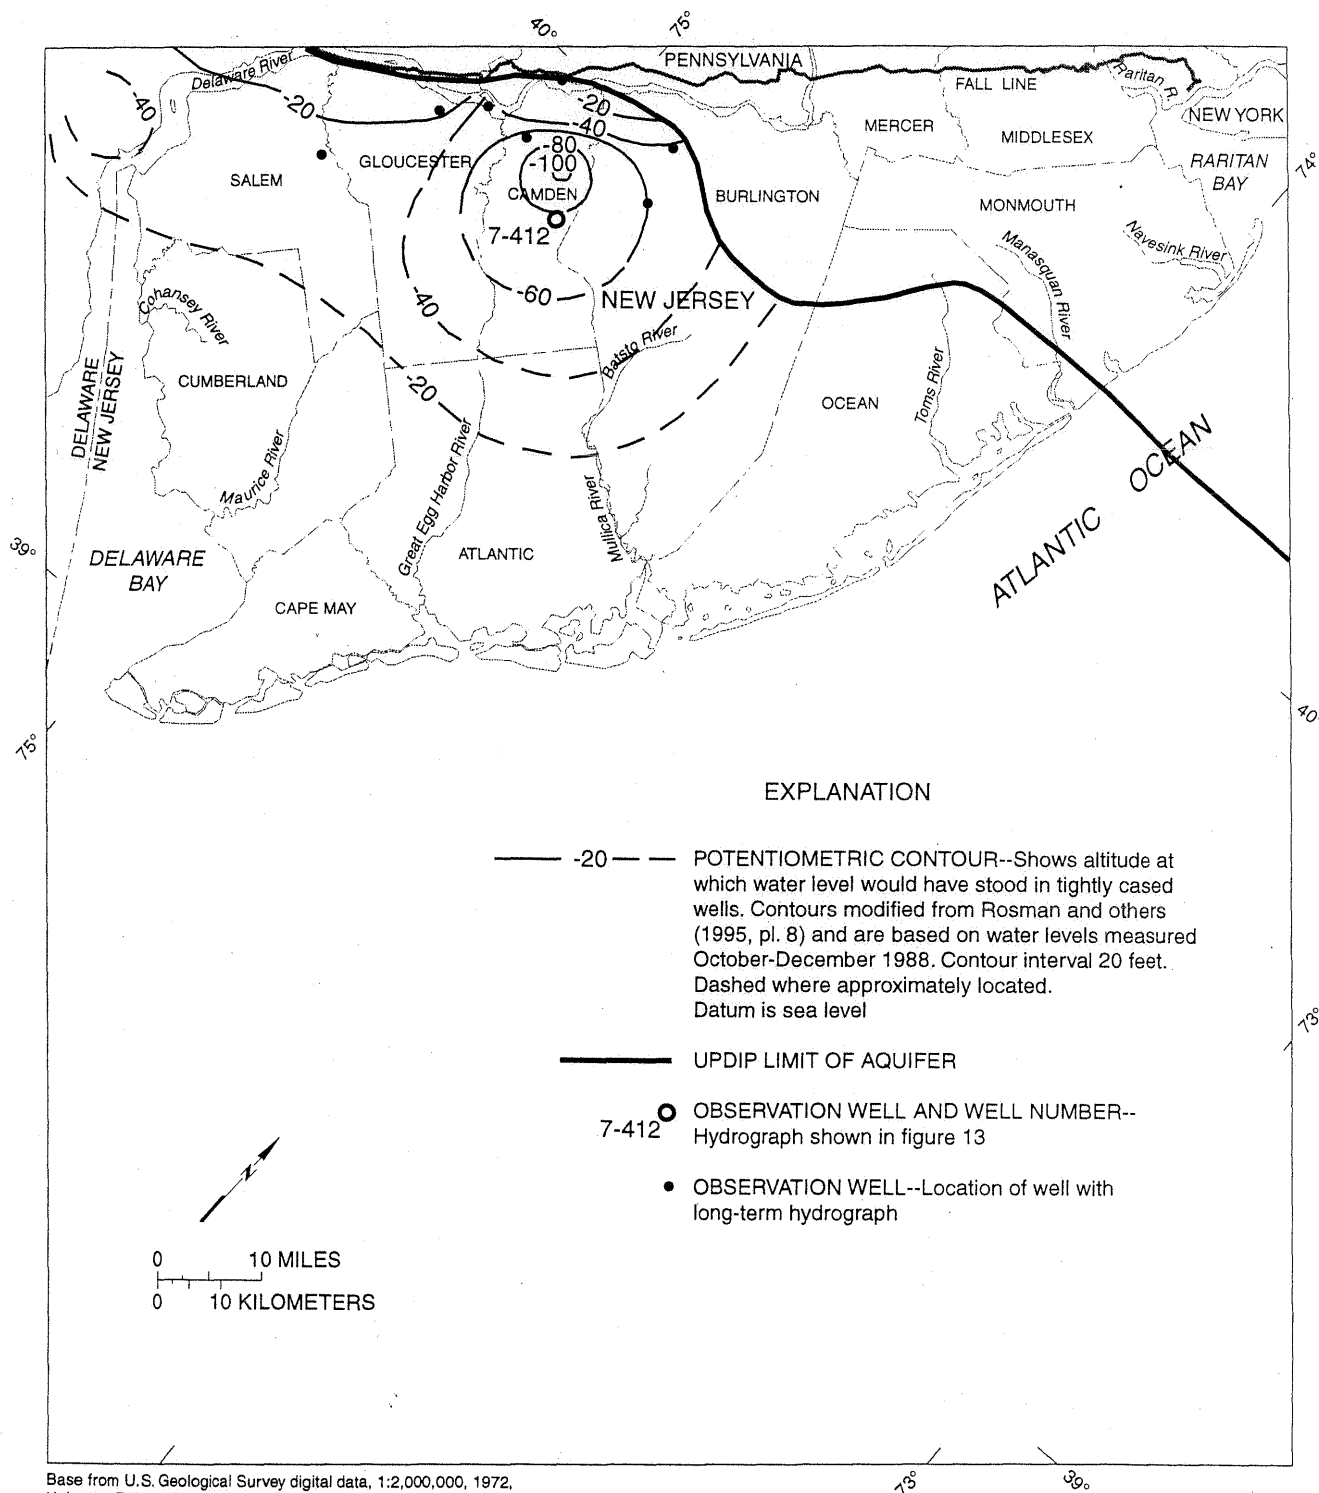 40°
75°
PENNSYLVANIA
Delaware River
FALL LINE
Raritan R.
-40
-20
-20
NEW YORK
-40
MERCER
MIDDLESEX
-80
GLOUCESTER
-100
RARITAN
BAY
74°
SALEM
CAMDEN
BURLINGTON
MONMOUTH
7-412
Manasquan River
Navesink River
-60
NEW JERSEY
-40
Cohansey River
Batsto River
CUMBERLAND
-20
Toms River
OCEAN
DELAWARE
NEW JERSEY
Maurice River
Great Egg Harbor River
Mullica River
ATLANTIC OCEAN
39°
DELAWARE
BAY
ATLANTIC
CAPE MAY
75°
40°
EXPLANATION
-20
POTENTIOMETRIC CONTOUR--Shows altitude at
which water level would have stood in tightly cased
wells. Contours modified from Rosman and others
(1995, pl. 8) and are based on water levels measured
October-December 1988. Contour interval 20 feet.
Dashed where approximately located.
Datum is sea level
73°
UPDIP LIMIT OF AQUIFER
7-412
OBSERVATION WELL AND WELL NUMBER--
Hydrograph shown in figure 13
OBSERVATION WELL--Location of well with
long-term hydrograph
N
0 10 MILES
0 10 KILOMETERS
Base from U.S. Geological Survey digital data, 1:2,000,000, 1972,
73°
39°